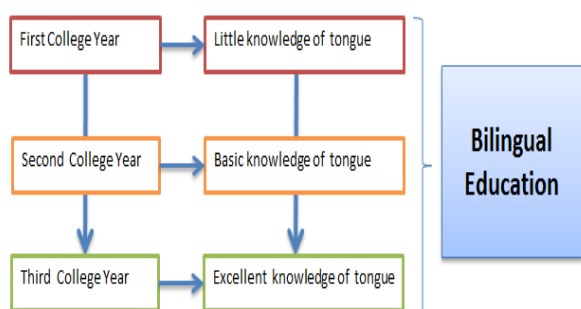 First College Year
Little knowledge of tongue
Second College Year
Basic knowledge of tongue
Third College Year
Excellent knowledge of tongue
Bilingual
Education